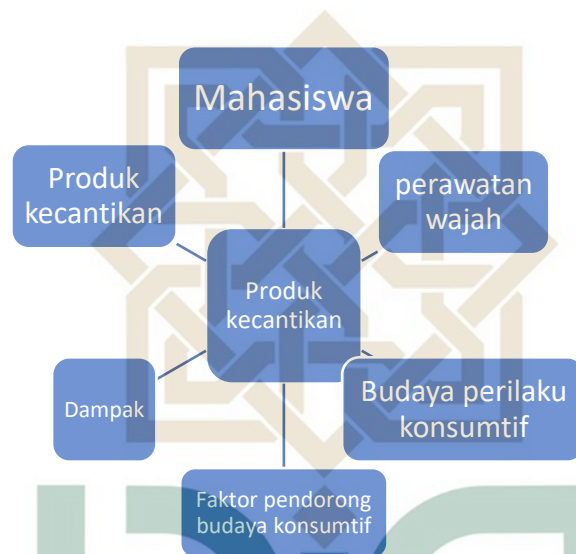 Mahasiswa
Produk
kecantikan
perawatan
wajah
Produk
kecantikan
Dampak
Budaya perilaku
konsumtif
Faktor pendorong
budaya konsumtif